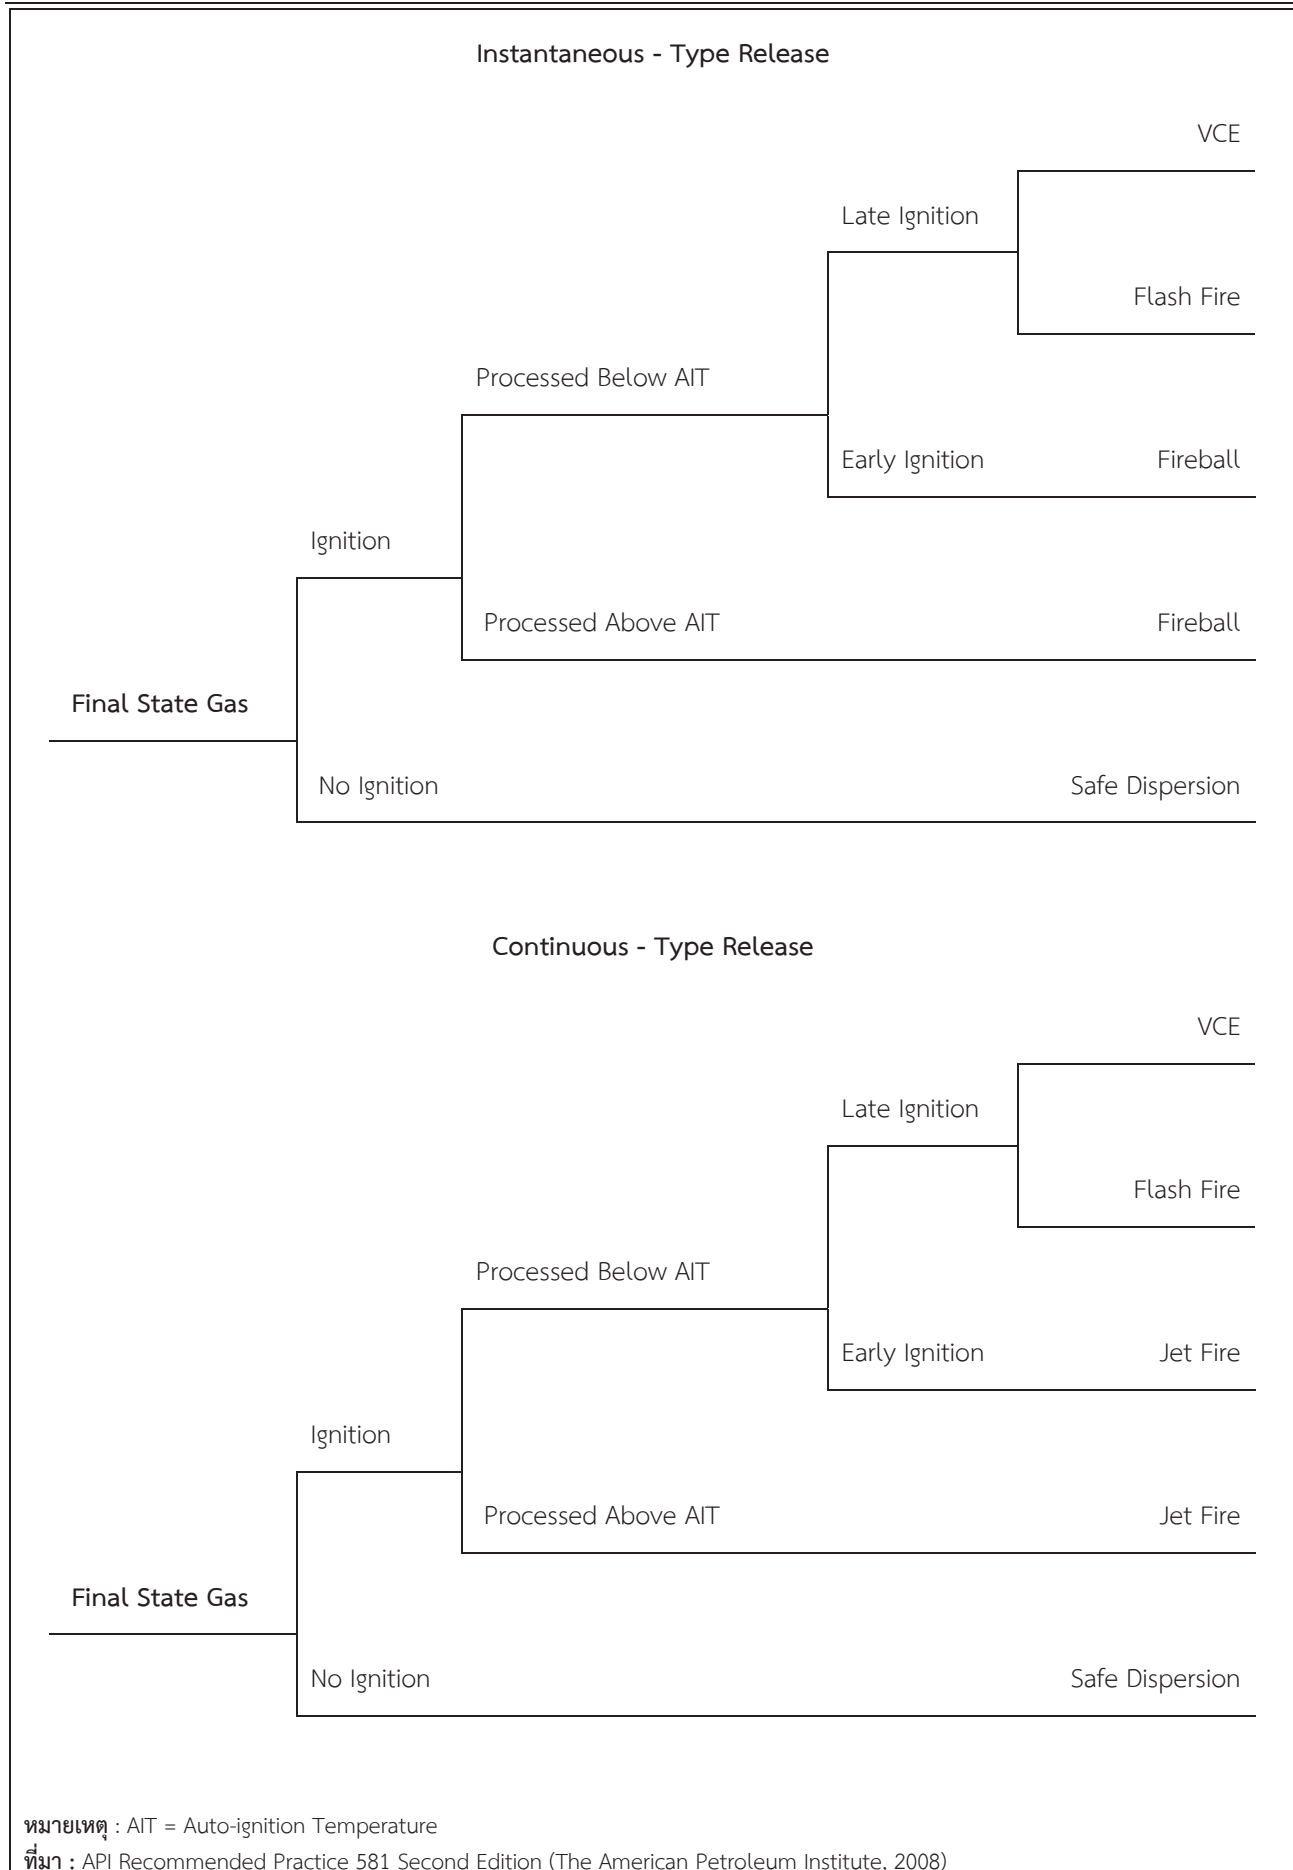 Instantaneous - Type Release
VCE
Late Ignition
Flash Fire
Processed Below AIT
Early Ignition Fireball
Ignition
Processed Above AIT Fireball
Final State Gas
No Ignition Safe Dispersion
Continuous - Type Release
VCE
Late Ignition
Flash Fire
Processed Below AIT
Early Ignition Jet Fire
Ignition
Processed Above AIT Jet Fire
Final State Gas
No Ignition Safe Dispersion
หมายเหตุ : AIT = Auto-ignition Temperature
ที่มา : API Recommended Practice 581 Second Edition (The American Petroleum Institute, 2008)